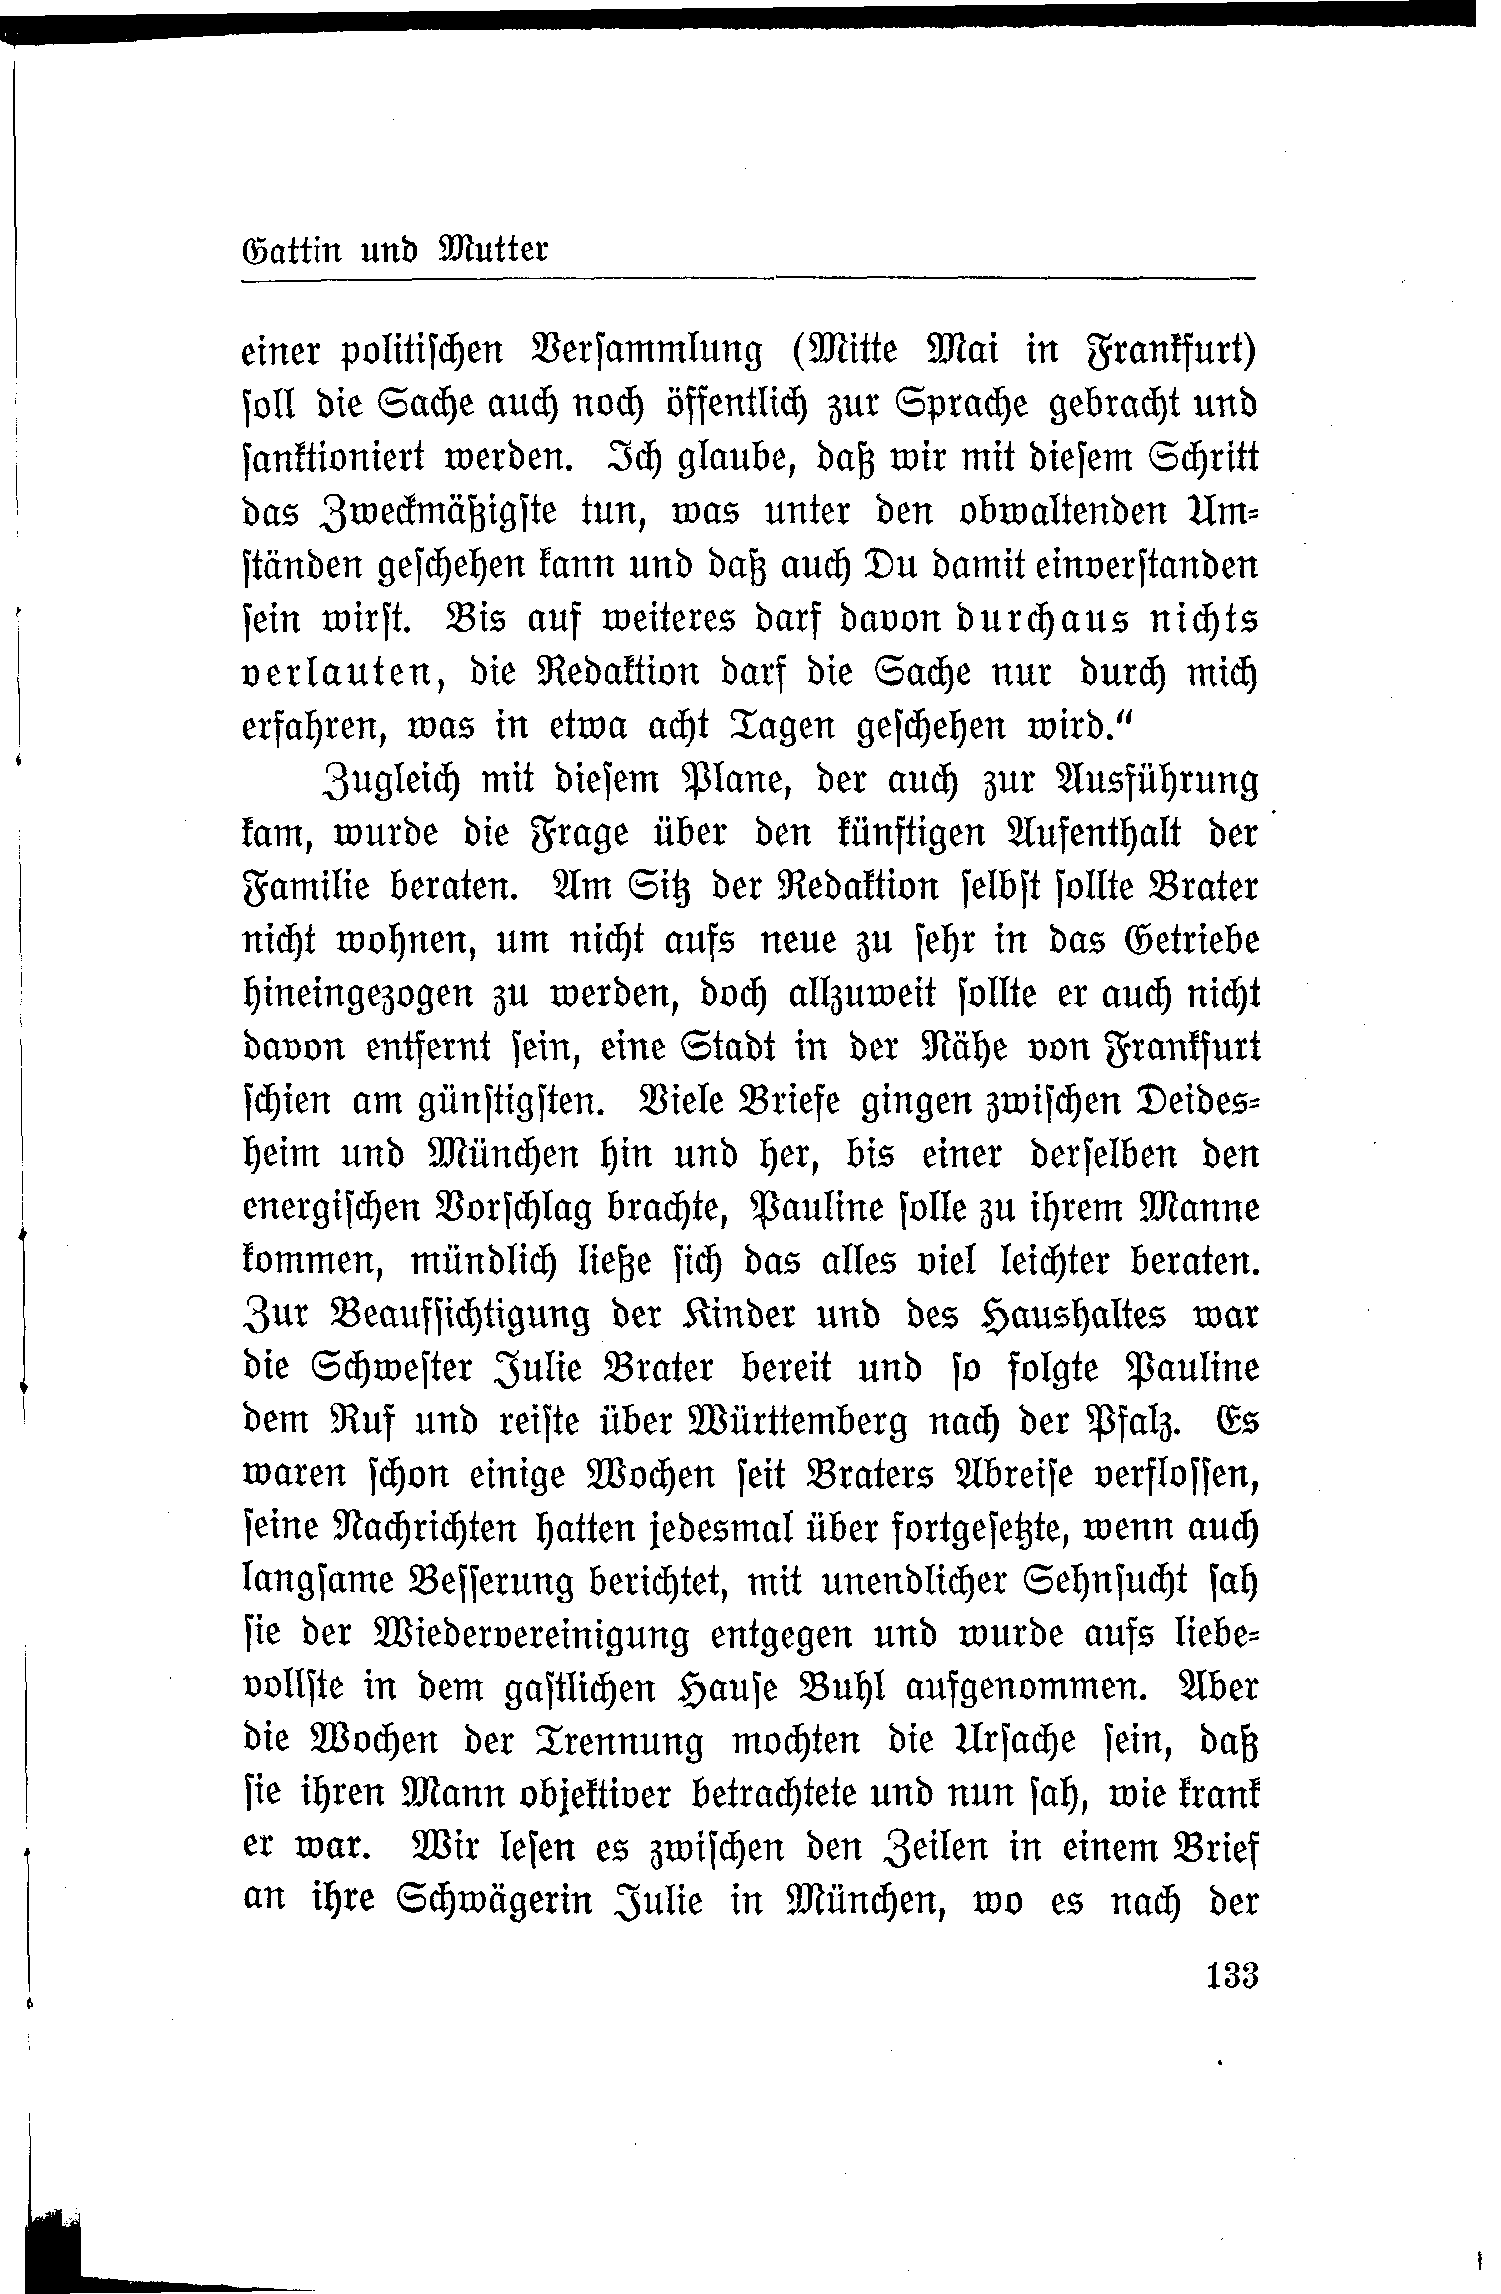 Gattin und Mutter
einer politischen Versammlung (Mitte Mai in Frankfurt)
soll die Sache auch noch öffentlich zur Sprache gebracht und
sanktioniert werden. Ich glaube, daß wir mit diesem Schritt
das Zweckmäßigste tun, was unter den obwaltenden Um-
ständen geschehen kann und daß auch Du damit einverstanden
sein wirst. Bis auf weiteres darf davon durchaus nichts
verlauten, die Redaktion darf die Sache nur durch mich
erfahren, was in etwa acht Tagen geschehen wird.“
Zugleich mit diesem Plane, der auch zur Ausführung
kam, wurde die Frage über den künftigen Aufenthalt der
Familie beraten. Am Sitz der Redaktion selbst sollte Brater
nicht wohnen, um nicht aufs neue zu sehr in das Getriebe
hineingezogen zu werden, doch allzuweit sollte er auch nicht
davon entfernt sein, eine Stadt in der Nähe von Frankfurt
schien am günstigsten. Viele Briefe gingen zwischen Deides-
heim und München hin und her, bis einer derselben den
energischen Vorschlag brachte, Pauline solle zu ihrem Manne
kommen, mündlich ließe sich das alles viel leichter beraten.
Zur Beaufsichtigung der Kinder und des Haushaltes war
die Schwester Julie Brater bereit und so folgte Pauline
dem Ruf und reiste über Württemberg nach der Pfalz. Es
waren schon einige Wochen seit Braters Abreise verflossen,
seine Nachrichten hatten jedesmal über fortgesetzte, wenn auch
langsame Besserung berichtet, mit unendlicher Sehnsucht sah
sie der Wiedervereinigung entgegen und wurde aufs liebe-
vollste in dem gastlichen Hause Buhl aufgenommen. Aber
die Wochen der Trennung mochten die Ursache sein, daß
sie ihren Mann objektiver betrachtete und nun sah, wie krank
er war. Wir lesen es zwischen den Zeilen in einem Brief
an ihre Schwägerin Julie in München, wo es nach der
133